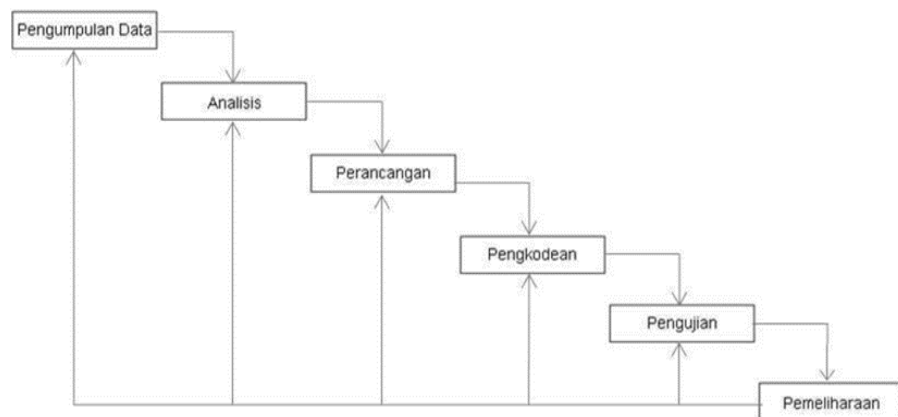 Pengumpulan Data
Analisis
Perancangan
Pengkodean
Pengujian
Pemeliharaan